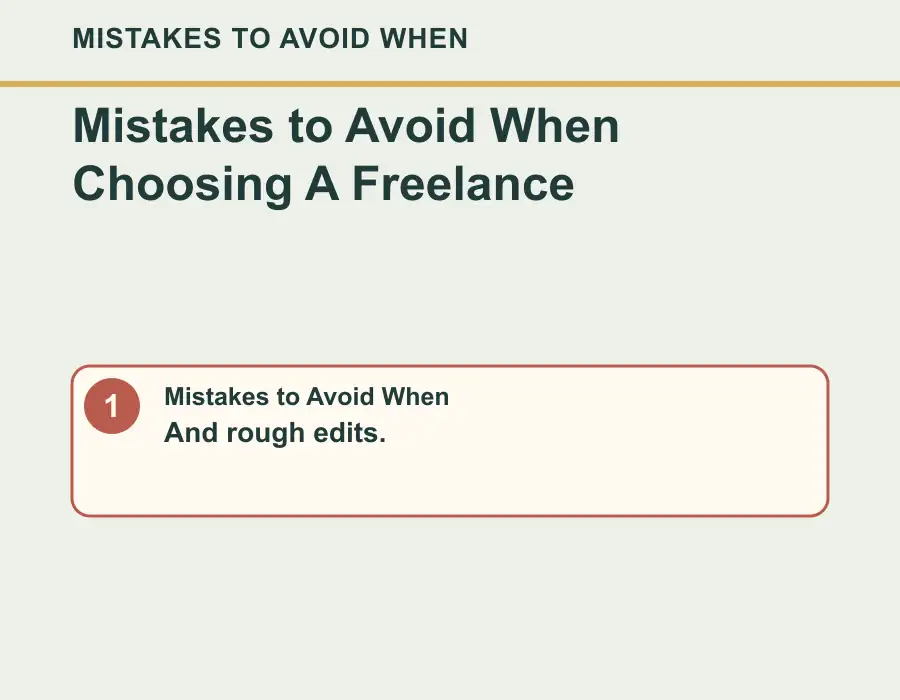 MISTAKES TO AVOID WHEN
Mistakes to Avoid When
Choosing A Freelance
1
Mistakes to Avoid When
And rough edits.